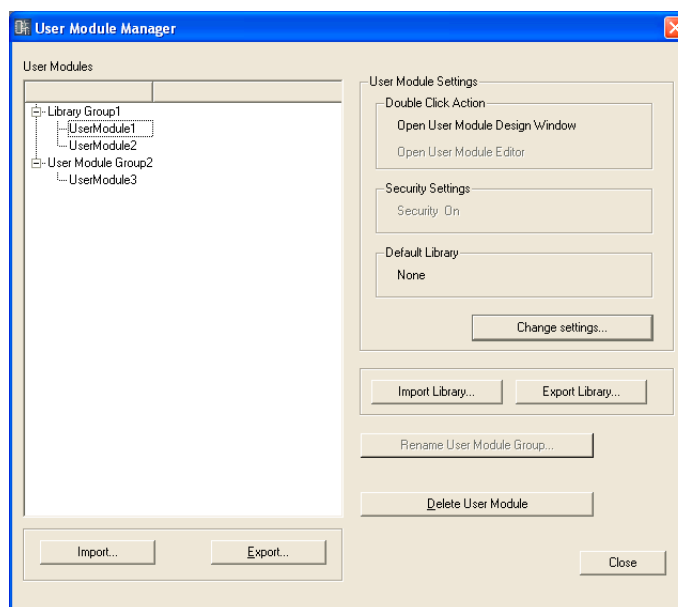 User Module Manager
User Modules
Library Group1
UserModule1
UserModule2
User Module Group2
UserModule3
Import...
Export...
User Module Settings
Double Click Action
Open User Module Design Window
Open User Module Editor
Security Settings
Security On
Default Library
None
Change settings...
Import Library... Export Library...
Rename User Module Group...
Delete User Module
Close